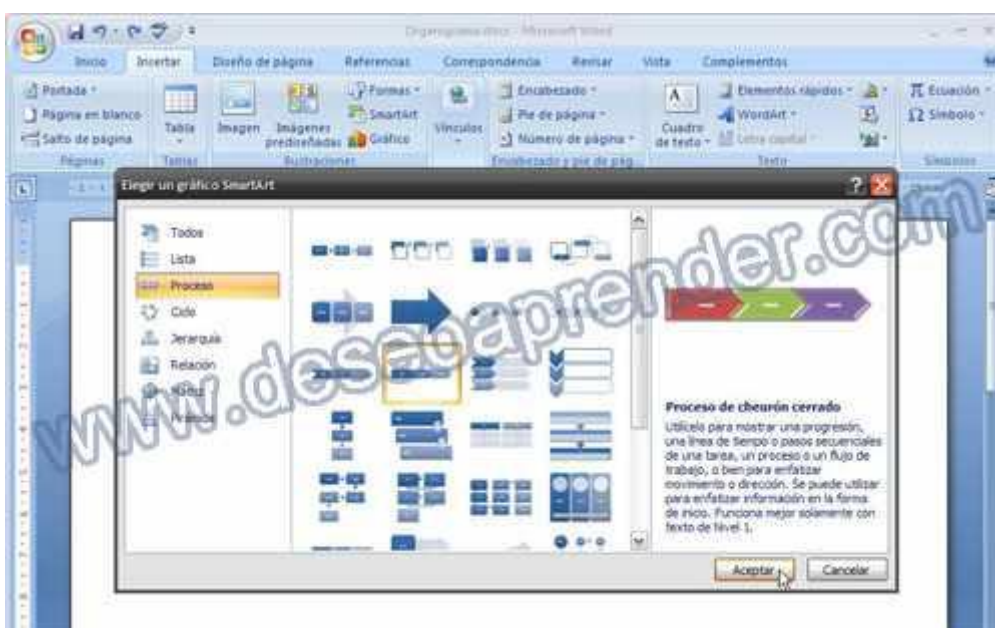 Organigrama.docx - Microsoft Word
Inicio
Insertar
Diseño de página
Referencias
Correspondencia
Revisar
Vista
Complementos
Portada
Página en blanco
Salto de página
Páginas
Tabla
Tablas
Imagen
Imágenes prediseñadas
Formas
SmartArt
Gráfico
Ilustraciones
Vínculos
Encabezado
Pie de página
Número de página
Encabezado y pie de pág...
Cuadro de texto
Elementos rápidos
WordArt
Letra capital
Texto
Ecuación
Símbolo
Símbolos
Elegir un gráfico SmartArt
Todos
Lista
Proceso
Ciclo
Jerarquía
Relación
www.deseoaprender.com
Proceso de cheurón cerrado
Utilícelo para mostrar una progresión,
una línea de tiempo o pasos secuenciales
de una tarea, un proceso o un flujo de
trabajo, o bien para enfatizar
movimiento o dirección. Se puede utilizar
para enfatizar información en la forma
de inicio. Funciona mejor solamente con
texto de Nivel 1.
Aceptar
Cancelar